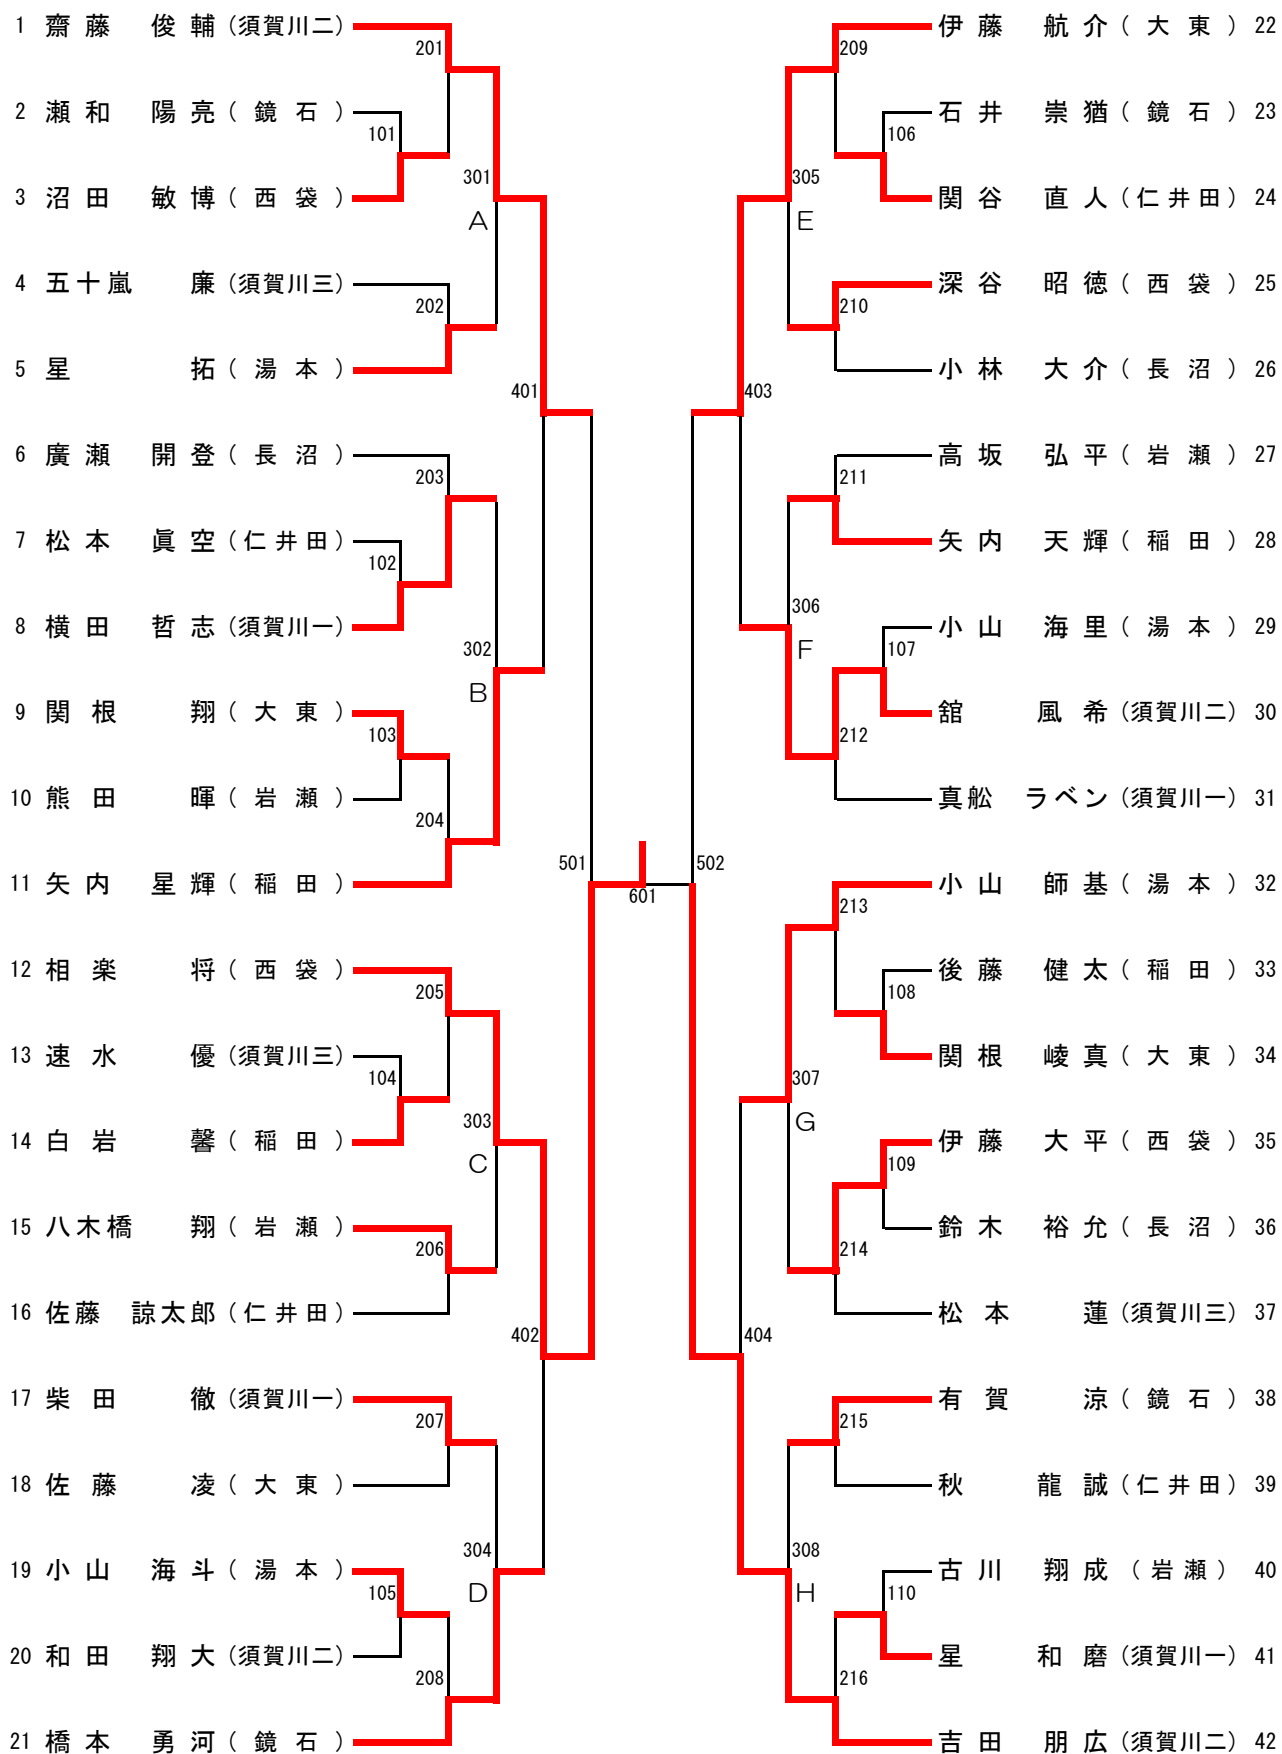 1 齋藤 俊輔 (須賀川二)
201
2 瀬和 陽亮 ( 鏡石 )
101
3 沼田 敏博 ( 西袋 )
301
A
4 五十嵐 廉 (須賀川三)
202
5 星 拓 ( 湯本 )
401
6 廣瀬 開登 ( 長沼 )
203
7 松本 眞空 (仁井田)
102
8 横田 哲志 (須賀川一)
302
B
9 関根 翔 ( 大東 )
103
10 熊田 暉 ( 岩瀬 )
204
11 矢内 星輝 ( 稲田 )
501
601
502
12 相楽 将 ( 西袋 )
205
13 速水 優 (須賀川三)
104
14 白岩 馨 ( 稲田 )
303
C
15 八木橋 翔 ( 岩瀬 )
206
16 佐藤 諒太郎 (仁井田)
402
17 柴田 徹 (須賀川一)
207
18 佐藤 凌 ( 大東 )
304
D
19 小山 海斗 ( 湯本 )
105
20 和田 翔大 (須賀川二)
208
21 橋本 勇河 ( 鏡石 )
伊藤 航介 ( 大東 ) 22
209
石井 崇猶 ( 鏡石 ) 23
106
関谷 直人 (仁井田) 24
305
E
深谷 昭徳 ( 西袋 ) 25
210
小林 大介 ( 長沼 ) 26
403
高坂 弘平 ( 岩瀬 ) 27
211
矢内 天輝 ( 稲田 ) 28
306
F
小山 海里 ( 湯本 ) 29
107
舘 風希 (須賀川二) 30
212
真舩 ラベン (須賀川一) 31
小山 師基 ( 湯本 ) 32
213
後藤 健太 ( 稲田 ) 33
108
関根 崚真 ( 大東 ) 34
307
G
伊藤 大平 ( 西袋 ) 35
109
鈴木 裕允 ( 長沼 ) 36
214
松本 蓮 (須賀川三) 37
404
有賀 涼 ( 鏡石 ) 38
215
秋 龍誠 (仁井田) 39
308
H
古川 翔成 ( 岩瀬 ) 40
110
星 和磨 (須賀川一) 41
216
吉田 朋広 (須賀川二) 42